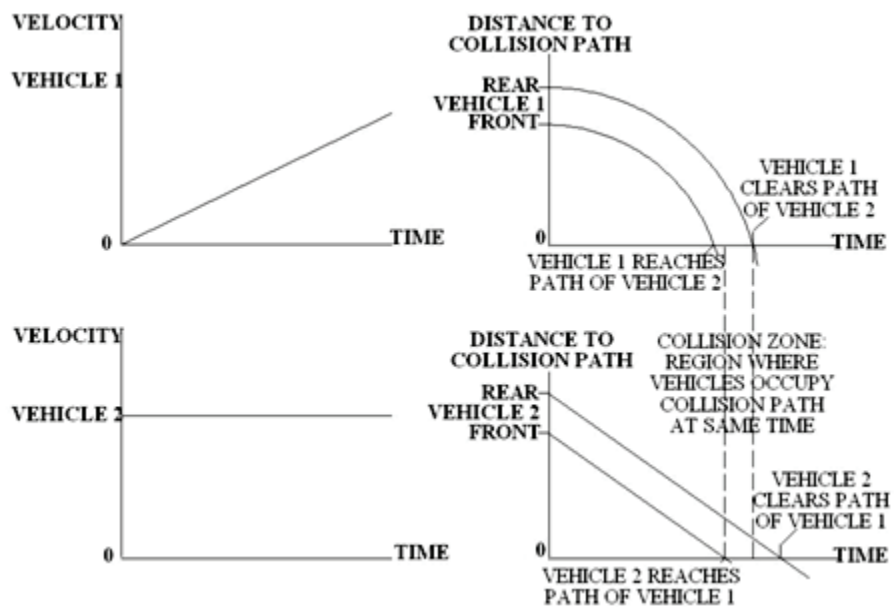 VELOCITY
VEHICLE 1
0
TIME
DISTANCE TO
COLLISION PATH
REAR
VEHICLE 1
FRONT
0
TIME
VEHICLE 1
CLEARS PATH
OF VEHICLE 2
VEHICLE 1 REACHES
PATH OF VEHICLE 2
VELOCITY
VEHICLE 2
0
TIME
DISTANCE TO
COLLISION PATH
REAR
VEHICLE 2
FRONT
0
TIME
COLLISION ZONE:
REGION WHERE
VEHICLES OCCUPY
COLLISION PATH
AT SAME TIME
VEHICLE 2
CLEARS PATH
OF VEHICLE 1
VEHICLE 2 REACHES
PATH OF VEHICLE 1